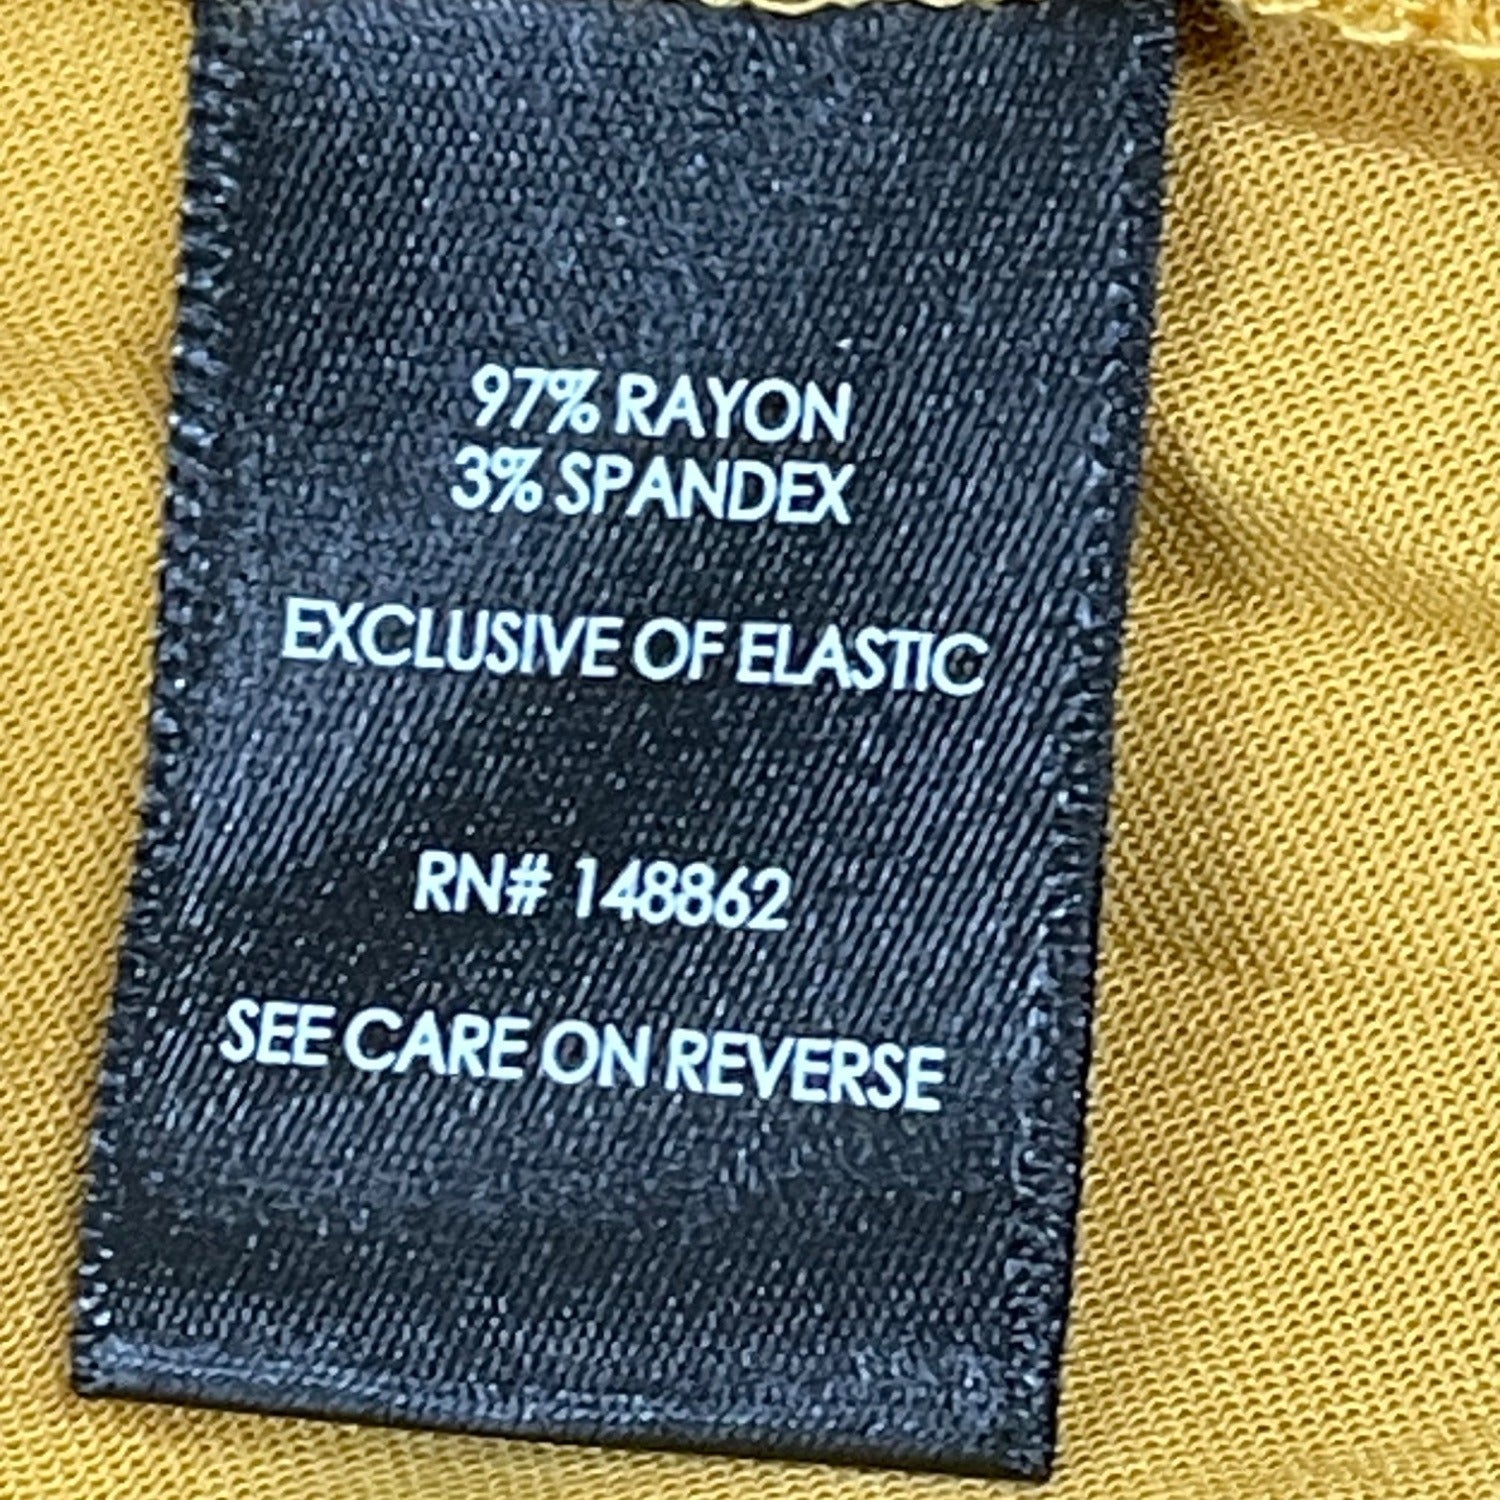 97% RAYON
3% SPANDEX
EXCLUSIVE OF ELASTIC
RN# 148862
SEE CARE ON REVERSE